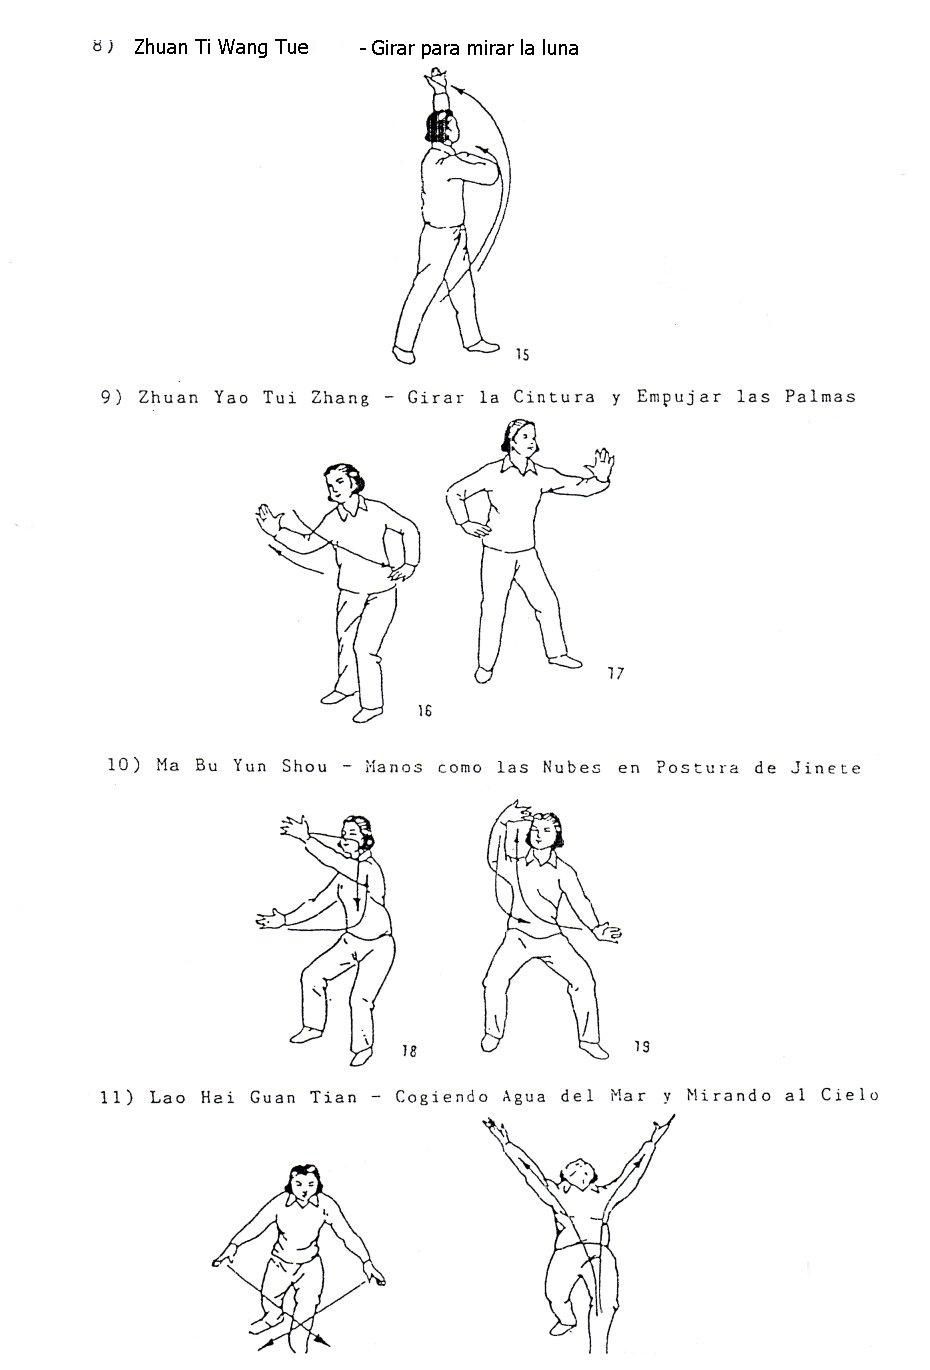 8) Zhuan Ti Wang Tue - Girar para mirar la luna
15
9) Zhuan Yao Tui Zhang - Girar la Cintura y Empujar las Palmas
16
17
10) Ma Bu Yun Shou - Manos como las Nubes en Postura de Jinete
18
19
11) Lao Hai Guan Tian - Cogiendo Agua del Mar y Mirando al Cielo